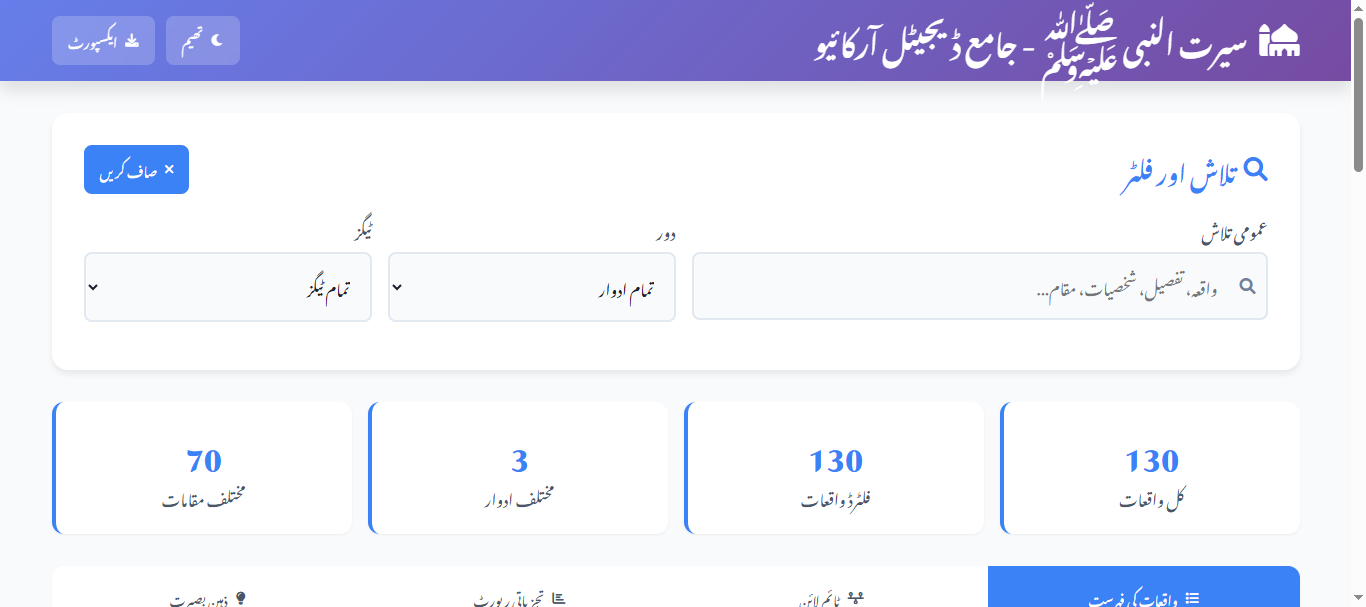 سیرت النبی ﷺ - جامع ڈیجیٹل آرکائیو
تھیم
ایکسپورٹ
تلاش اور فلٹر
صاف کریں
عمومی تلاش
دور
ٹیگز
واقعہ، تفصیل، شخصیات، مقام...
تمام ادوار
تمام ٹیگز
130
کل واقعات
130
فلٹرڈ واقعات
3
مختلف ادوار
70
مختلف مقامات
واقعات کی فہرست
ٹائم لائن
تجزیاتی رپورٹ
ذہین بصیرت